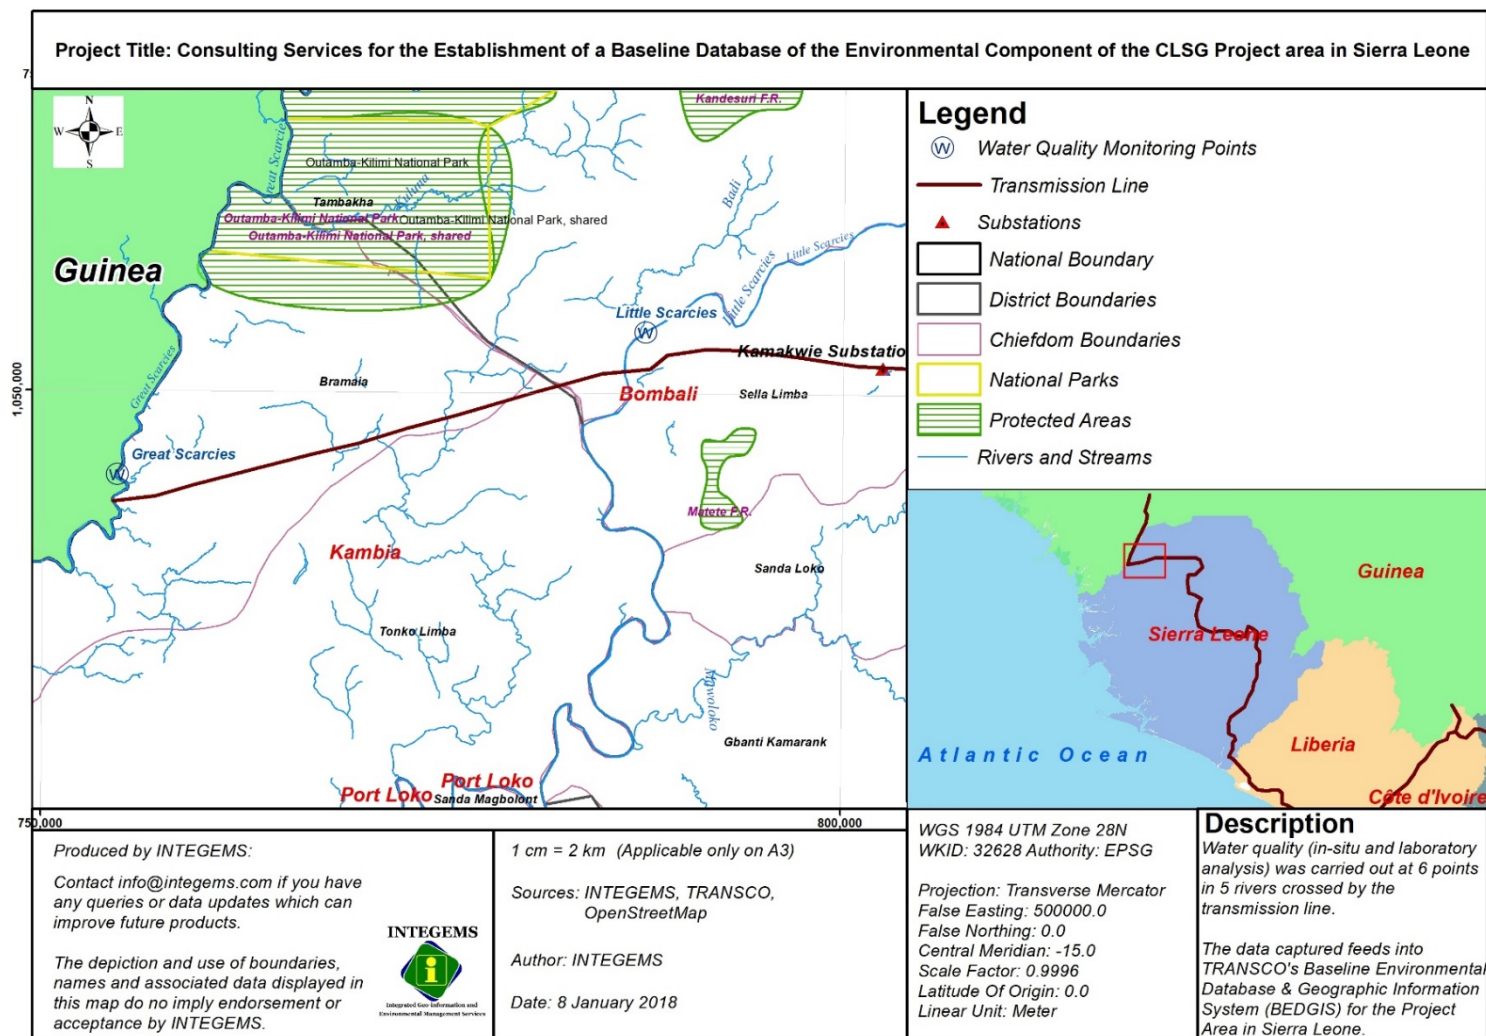 Project Title: Consulting Services for the Establishment of a Baseline Database of the Environmental Component of the CLSG Project area in Sierra Leone
N
W E
S
Kandesuri F.R.
Great Scarcies
Outamba-Kilimi National Park
Kuluna
Badi
Tambakha
Outamba-Kilimi National Park
Outamba-Kilimi National Park, shared
Outamba-Kilimi National Park, shared
Guinea
Little Scarcies
Little Scarcies
Little Scarcies
W
Kamakwie Substatio
Great Scarcies
Bramaia
Bombali
Sella Limba
1,050,000
Great Scarcies
W
Matete F.R.
Kambia
Sanda Loko
Tonko Limba
Gbanti Kamarank
Port Loko
Port Loko
Sanda Magbolont
750,000
800,000
Legend
W Water Quality Monitoring Points
Transmission Line
Substations
National Boundary
District Boundaries
Chiefdom Boundaries
National Parks
Protected Areas
Rivers and Streams
Guinea
Sierra Leone
Liberia
Atlantic Ocean
Côte d'Ivoire
Produced by INTEGEMS:
Contact info@integems.com if you have
any queries or data updates which can
improve future products.
The depiction and use of boundaries,
names and associated data displayed in
this map do no imply endorsement or
acceptance by INTEGEMS.
INTEGEMS
i
Integrated Geo-information and
Environmental Management Services
1 cm = 2 km (Applicable only on A3)
Sources: INTEGEMS, TRANSCO,
OpenStreetMap
Author: INTEGEMS
Date: 8 January 2018
WGS 1984 UTM Zone 28N
WKID: 32628 Authority: EPSG
Projection: Transverse Mercator
False Easting: 500000.0
False Northing: 0.0
Central Meridian: -15.0
Scale Factor: 0.9996
Latitude Of Origin: 0.0
Linear Unit: Meter
Description
Water quality (in-situ and laboratory
analysis) was carried out at 6 points
in 5 rivers crossed by the
transmission line.
The data captured feeds into
TRANSCO's Baseline Environmental
Database & Geographic Information
System (BEDGIS) for the Project
Area in Sierra Leone.